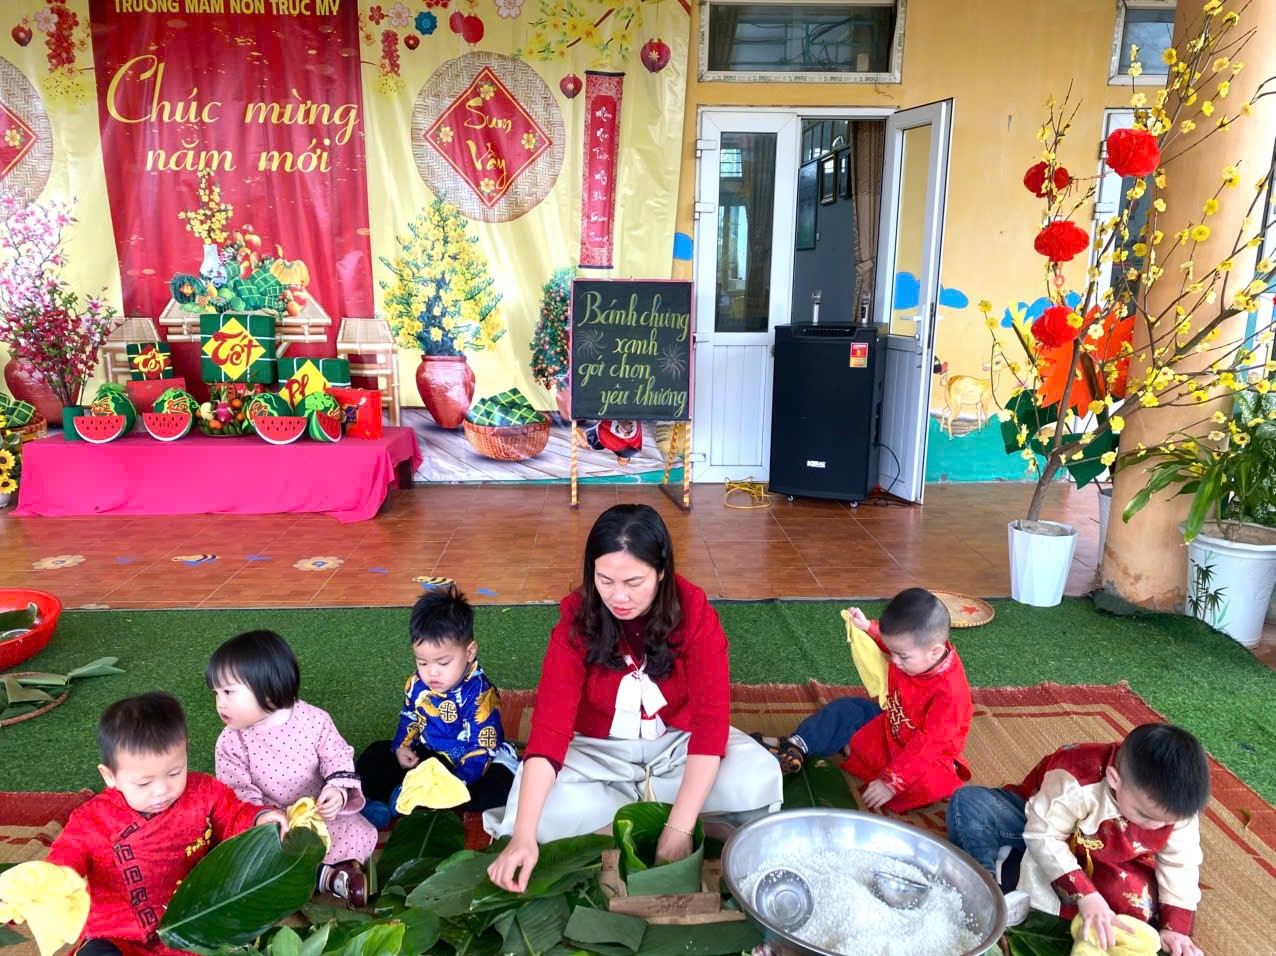 TRƯỜNG MẦM NON TRỰC MỸ
Chúc mừng
năm mới
Sum
Vầy
Tết
Tết
Bánh chưng
xanh
gói chọn
yêu thương